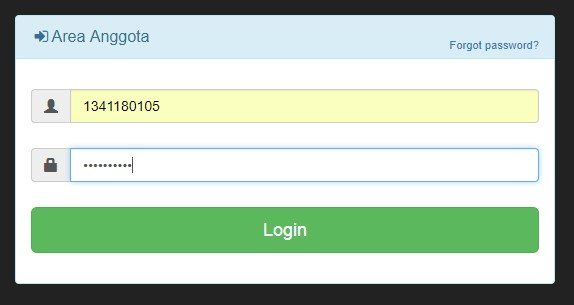 Area Anggota
Forgot password?
1341180105
••••••••••
Login